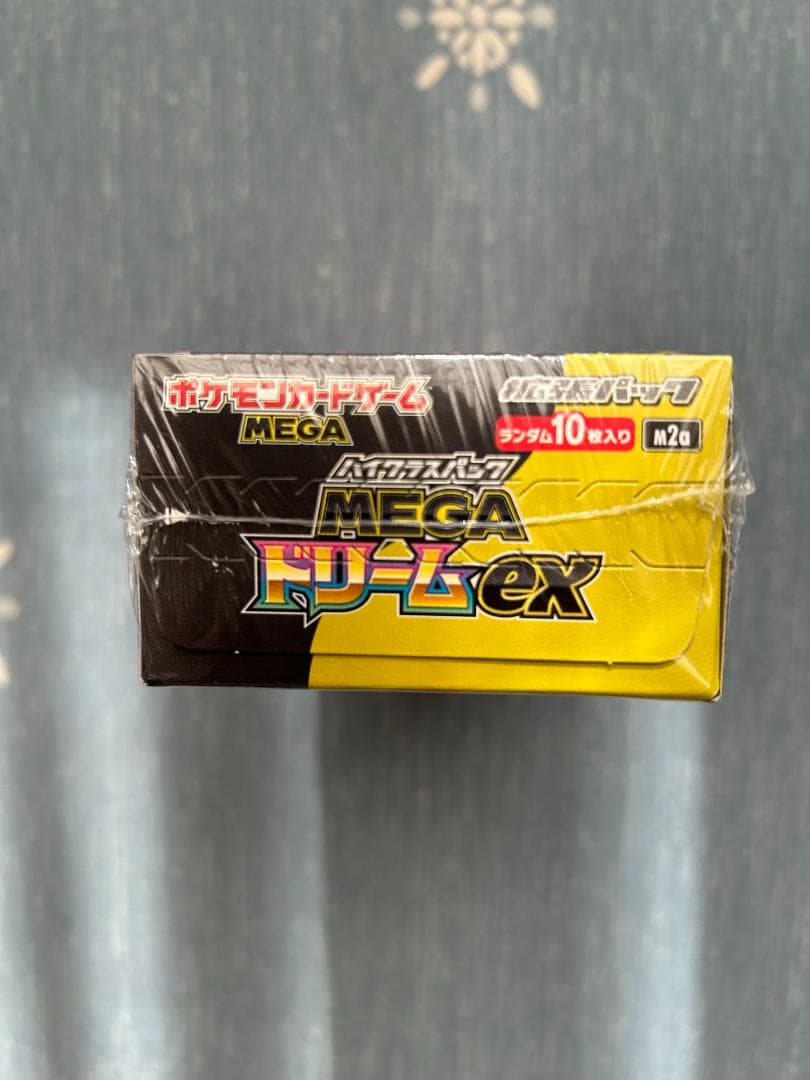 ポケモンカードゲーム
MEGA
拡張パック
ランダム10枚入り
M2a
ハイクラスパック
MEGA
ドリームex